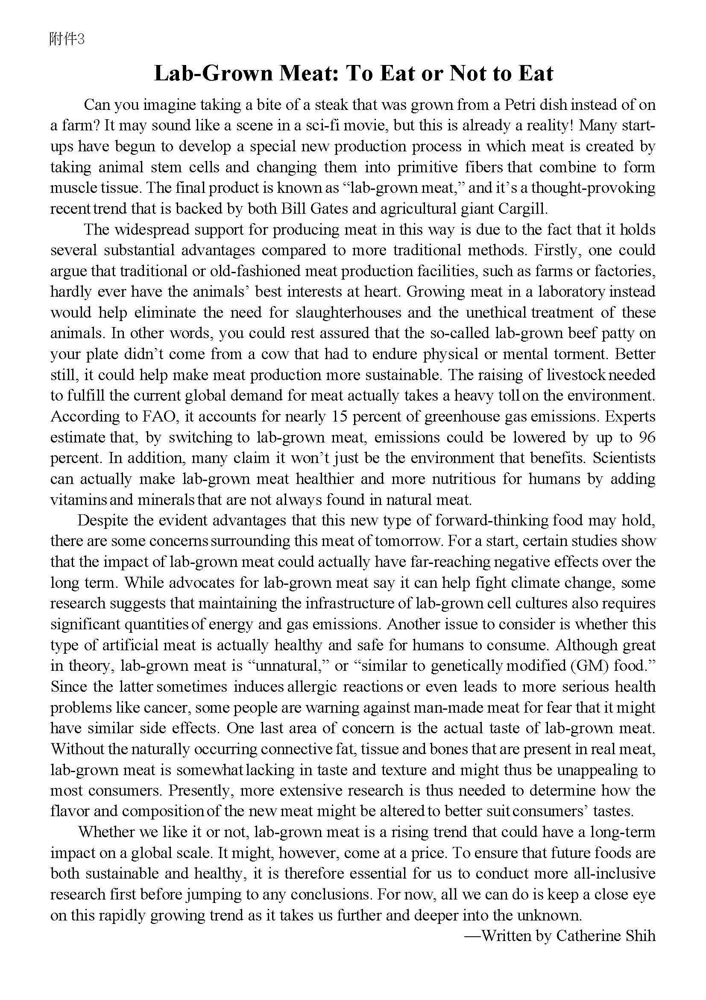 附件3
Lab-Grown Meat: To Eat or Not to Eat
Can you imagine taking a bite of a steak that was grown from a Petri dish instead of on
a farm? It may sound like a scene in a sci-fi movie, but this is already a reality! Many start-
ups have begun to develop a special new production process in which meat is created by
taking animal stem cells and changing them into primitive fibers that combine to form
muscle tissue. The final product is known as “lab-grown meat,” and it’s a thought-provoking
recent trend that is backed by both Bill Gates and agricultural giant Cargill.
The widespread support for producing meat in this way is due to the fact that it holds
several substantial advantages compared to more traditional methods. Firstly, one could
argue that traditional or old-fashioned meat production facilities, such as farms or factories,
hardly ever have the animals’ best interests at heart. Growing meat in a laboratory instead
would help eliminate the need for slaughterhouses and the unethical treatment of these
animals. In other words, you could rest assured that the so-called lab-grown beef patty on
your plate didn’t come from a cow that had to endure physical or mental torment. Better
still, it could help make meat production more sustainable. The raising of livestock needed
to fulfill the current global demand for meat actually takes a heavy toll on the environment.
According to FAO, it accounts for nearly 15 percent of greenhouse gas emissions. Experts
estimate that, by switching to lab-grown meat, emissions could be lowered by up to 96
percent. In addition, many claim it won’t just be the environment that benefits. Scientists
can actually make lab-grown meat healthier and more nutritious for humans by adding
vitamins and minerals that are not always found in natural meat.
Despite the evident advantages that this new type of forward-thinking food may hold,
there are some concerns surrounding this meat of tomorrow. For a start, certain studies show
that the impact of lab-grown meat could actually have far-reaching negative effects over the
long term. While advocates for lab-grown meat say it can help fight climate change, some
research suggests that maintaining the infrastructure of lab-grown cell cultures also requires
significant quantities of energy and gas emissions. Another issue to consider is whether this
type of artificial meat is actually healthy and safe for humans to consume. Although great
in theory, lab-grown meat is “unnatural,” or “similar to genetically modified (GM) food.”
Since the latter sometimes induces allergic reactions or even leads to more serious health
problems like cancer, some people are warning against man-made meat for fear that it might
have similar side effects. One last area of concern is the actual taste of lab-grown meat.
Without the naturally occurring connective fat, tissue and bones that are present in real meat,
lab-grown meat is somewhat lacking in taste and texture and might thus be unappealing to
most consumers. Presently, more extensive research is thus needed to determine how the
flavor and composition of the new meat might be altered to better suit consumers’ tastes.
Whether we like it or not, lab-grown meat is a rising trend that could have a long-term
impact on a global scale. It might, however, come at a price. To ensure that future foods are
both sustainable and healthy, it is therefore essential for us to conduct more all-inclusive
research first before jumping to any conclusions. For now, all we can do is keep a close eye
on this rapidly growing trend as it takes us further and deeper into the unknown.
—Written by Catherine Shih